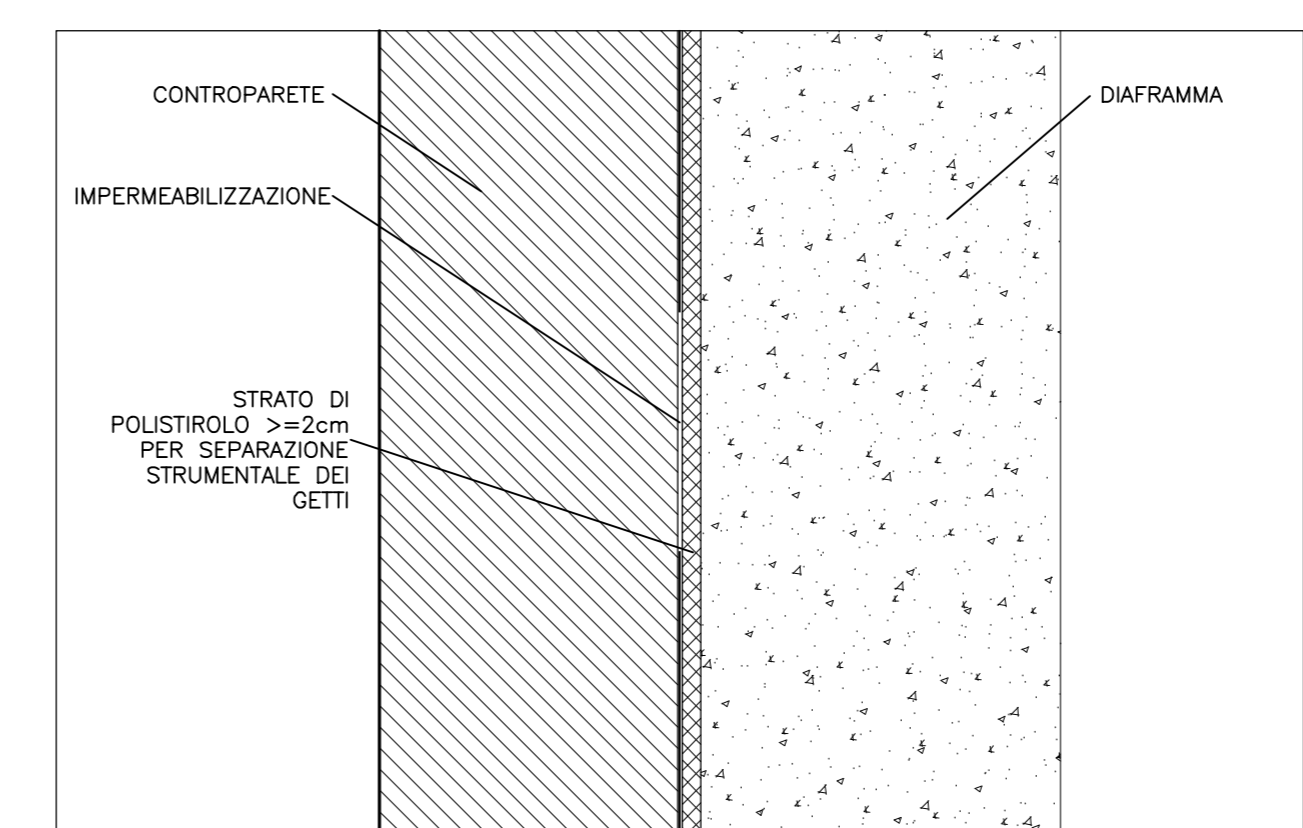 CONTROPARETE
DIAFRAMMA
IMPERMEABILIZZAZIONE
STRATO DI
POLISTIROLO >=2cm
PER SEPARAZIONE
STRUMENTALE DEI
GETTI